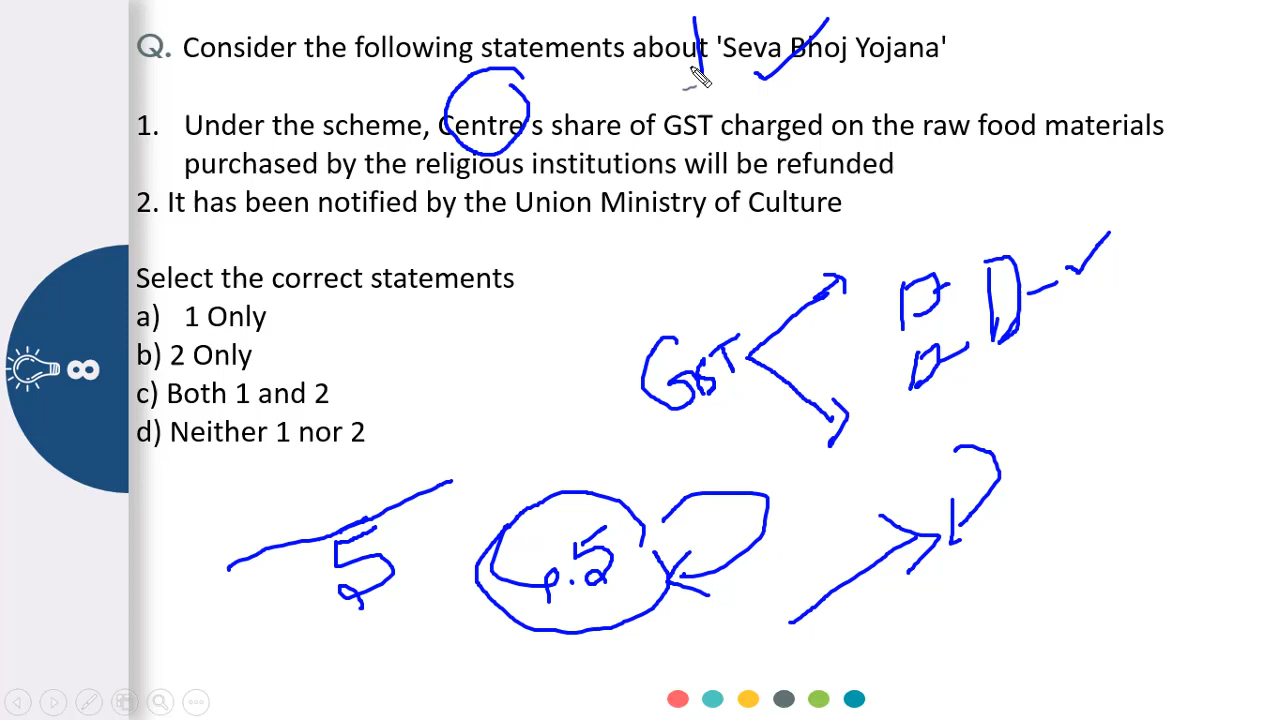 Q. Consider the following statements about 'Seva Bhoj Yojana'
1. Under the scheme, Centre's share of GST charged on the raw food materials
purchased by the religious institutions will be refunded
2. It has been notified by the Union Ministry of Culture
Select the correct statements
a) 1 Only
b) 2 Only
c) Both 1 and 2
d) Neither 1 nor 2
8
GST
5